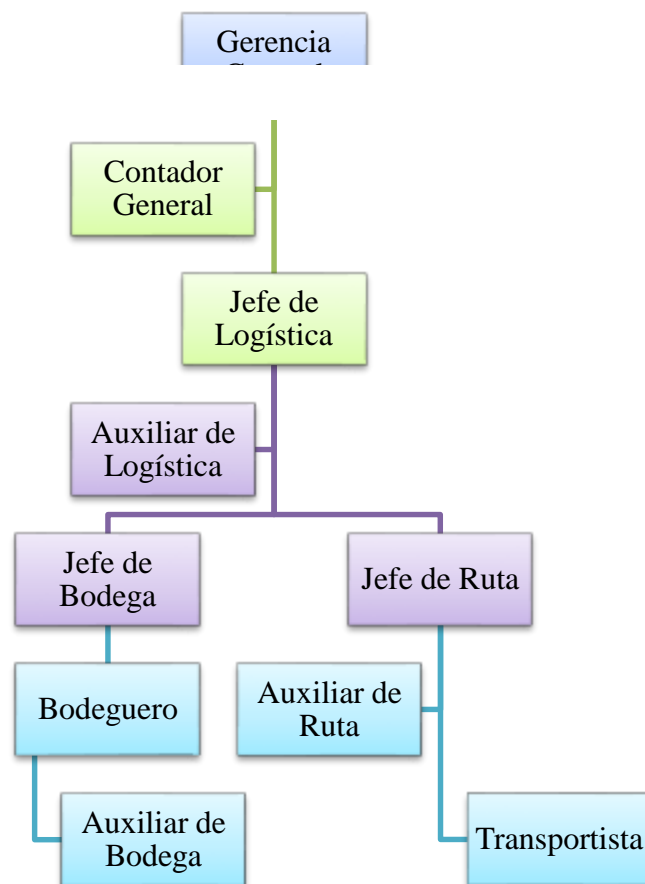 Gerencia
Contador
General
Jefe de
Logística
Auxiliar de
Logística
Jefe de
Bodega
Jefe de Ruta
Bodeguero
Auxiliar de
Ruta
Auxiliar de
Bodega
Transportista